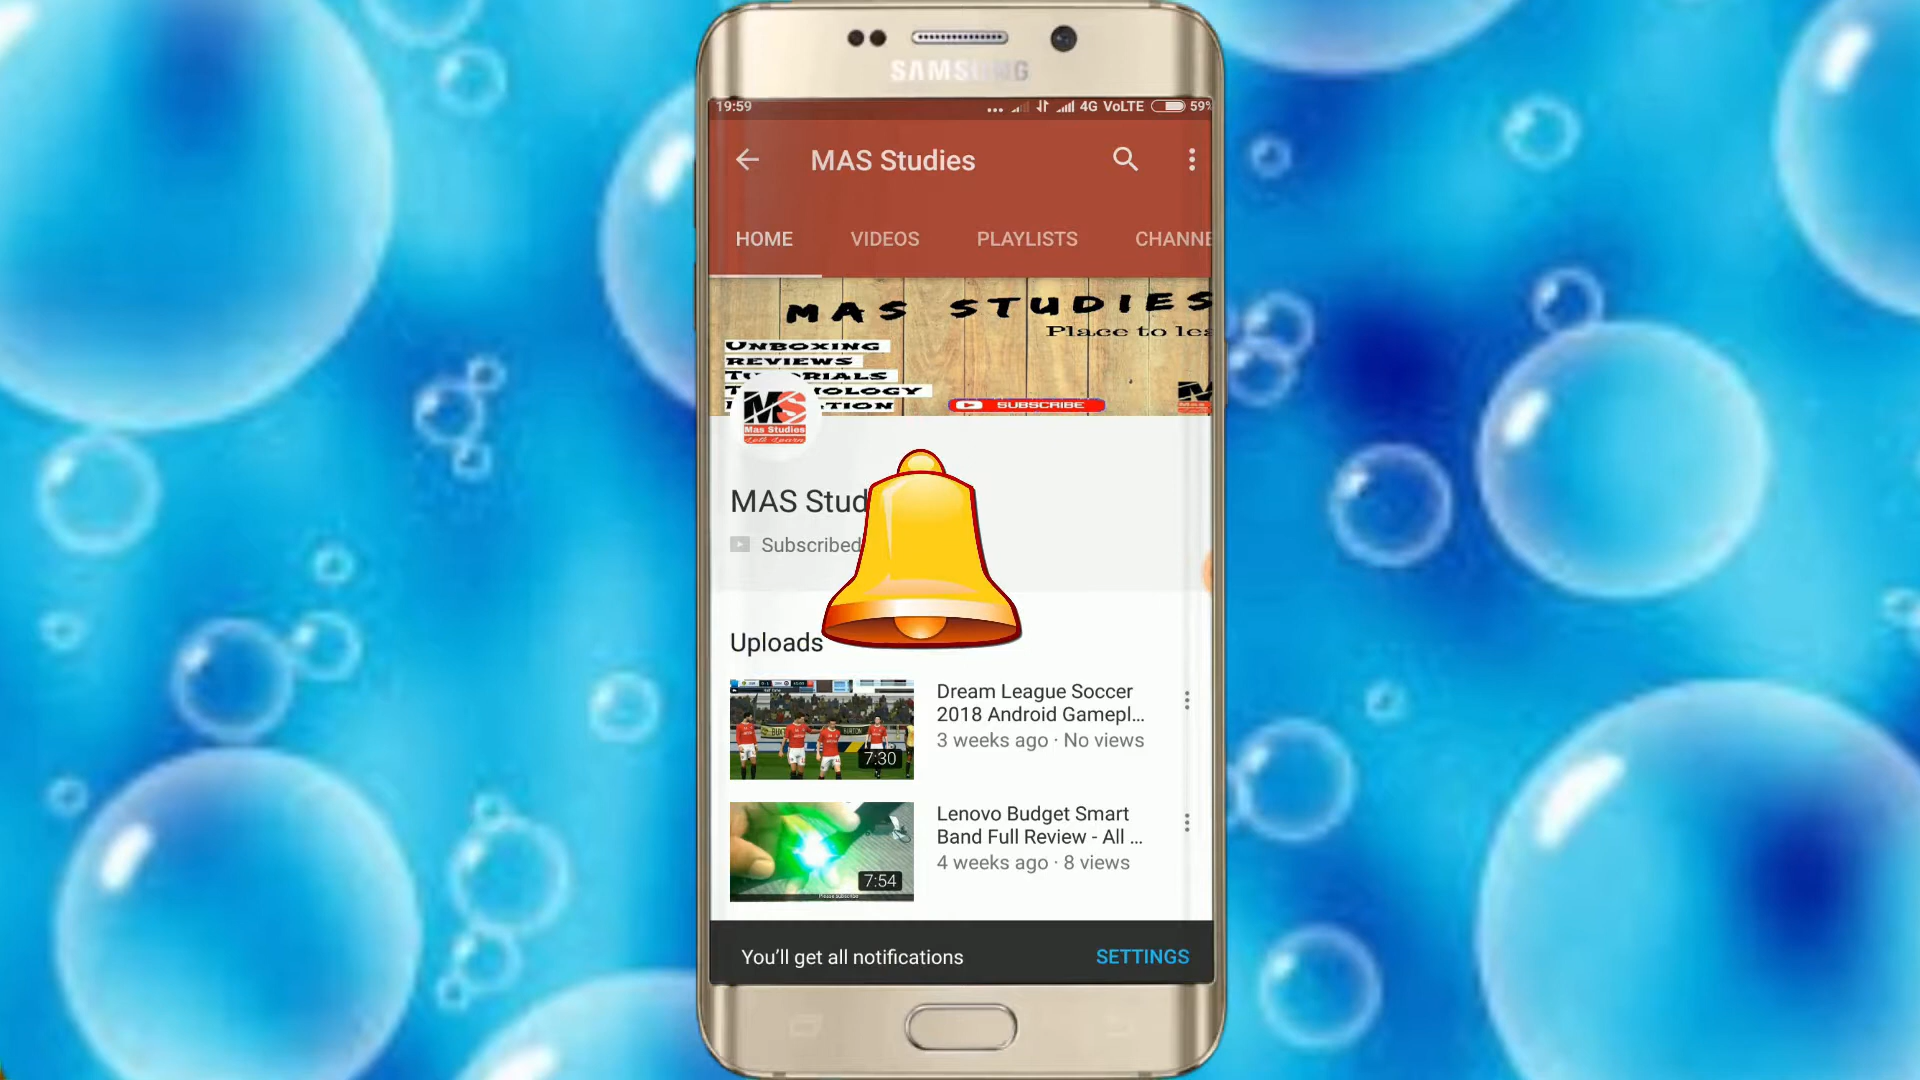 SAMSUNG
19:59
4G VoLTE 59%
MAS Studies
HOME VIDEOS PLAYLISTS CHANNE
MAS STUDIES
Place to lea
UNBOXING
REVIEWS
SUBSCRIBE
MS
Mas Studies
MAS Stud
Subscribed
Uploads
Dream League Soccer
2018 Android Gamepl...
3 weeks ago · No views
7:30
Lenovo Budget Smart
Band Full Review - All ...
4 weeks ago · 8 views
7:54
Please Subscribe
You'll get all notifications SETTINGS